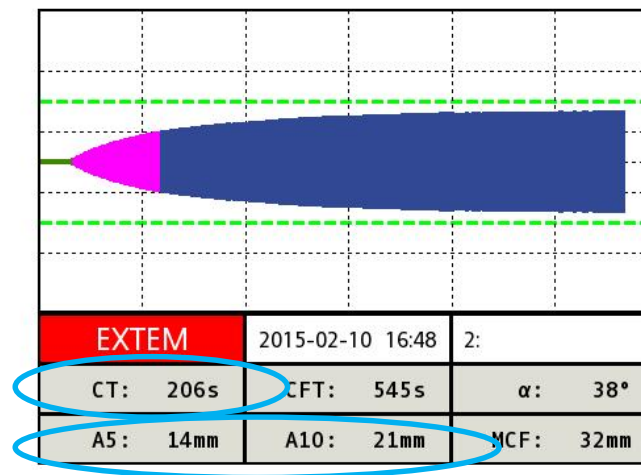 EXTEM 2015-02-10 16:48 2:
CT: 206s CFT: 545s α: 38°
A5: 14mm A10: 21mm MCF: 32mm